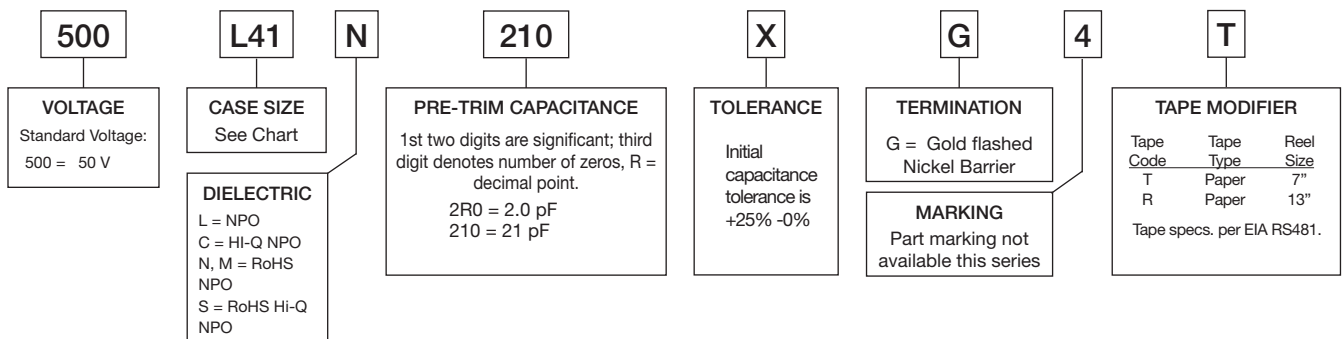 500
L41
N
210
X
G
4
T
VOLTAGE
Standard Voltage:
500 = 50 V
CASE SIZE
See Chart
DIELECTRIC
L = NPO
C = HI-Q NPO
N, M = RoHS
NPO
S = RoHS Hi-Q
NPO
PRE-TRIM CAPACITANCE
1st two digits are significant; third
digit denotes number of zeros, R =
decimal point.
2R0 = 2.0 pF
210 = 21 pF
TOLERANCE
Initial
capacitance
tolerance is
+25% -0%
TERMINATION
G = Gold flashed
Nickel Barrier
MARKING
Part marking not
available this series
TAPE MODIFIER
Tape Tape Reel
Code Type Size
T Paper 7”
R Paper 13”
Tape specs. per EIA RS481.